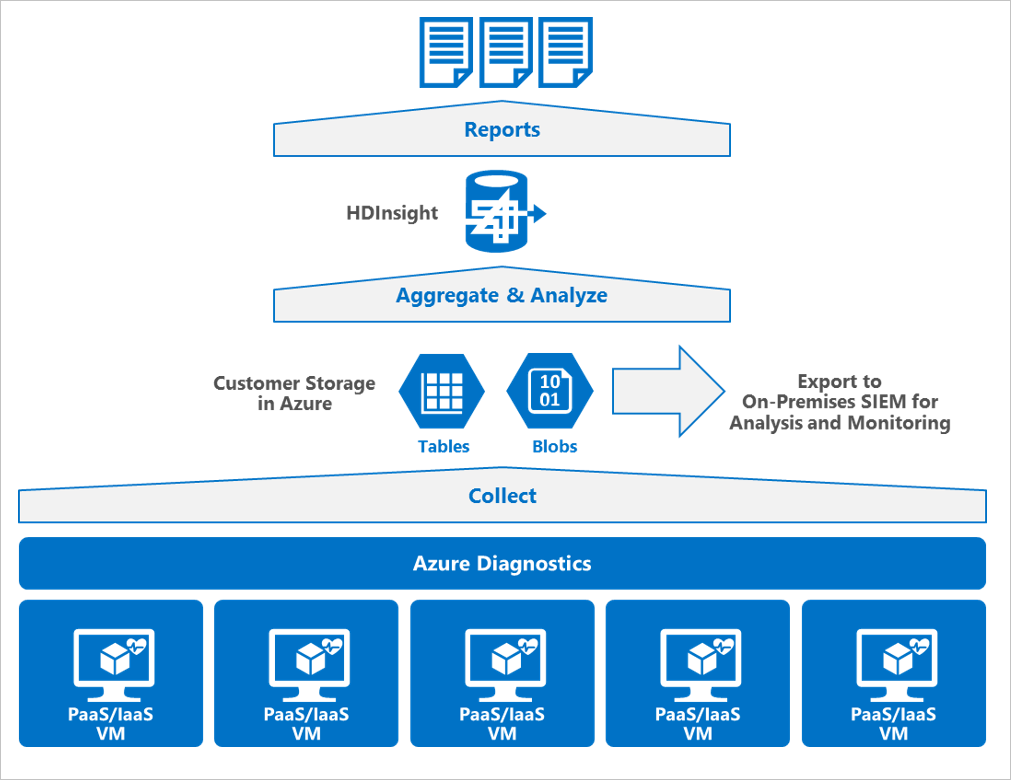 Reports
HDInsight
Aggregate & Analyze
Customer Storage
in Azure
10
01
Tables
Blobs
Export to
On-Premises SIEM for
Analysis and Monitoring
Collect
Azure Diagnostics
PaaS/IaaS
VM
PaaS/IaaS
VM
PaaS/IaaS
VM
PaaS/IaaS
VM
PaaS/IaaS
VM